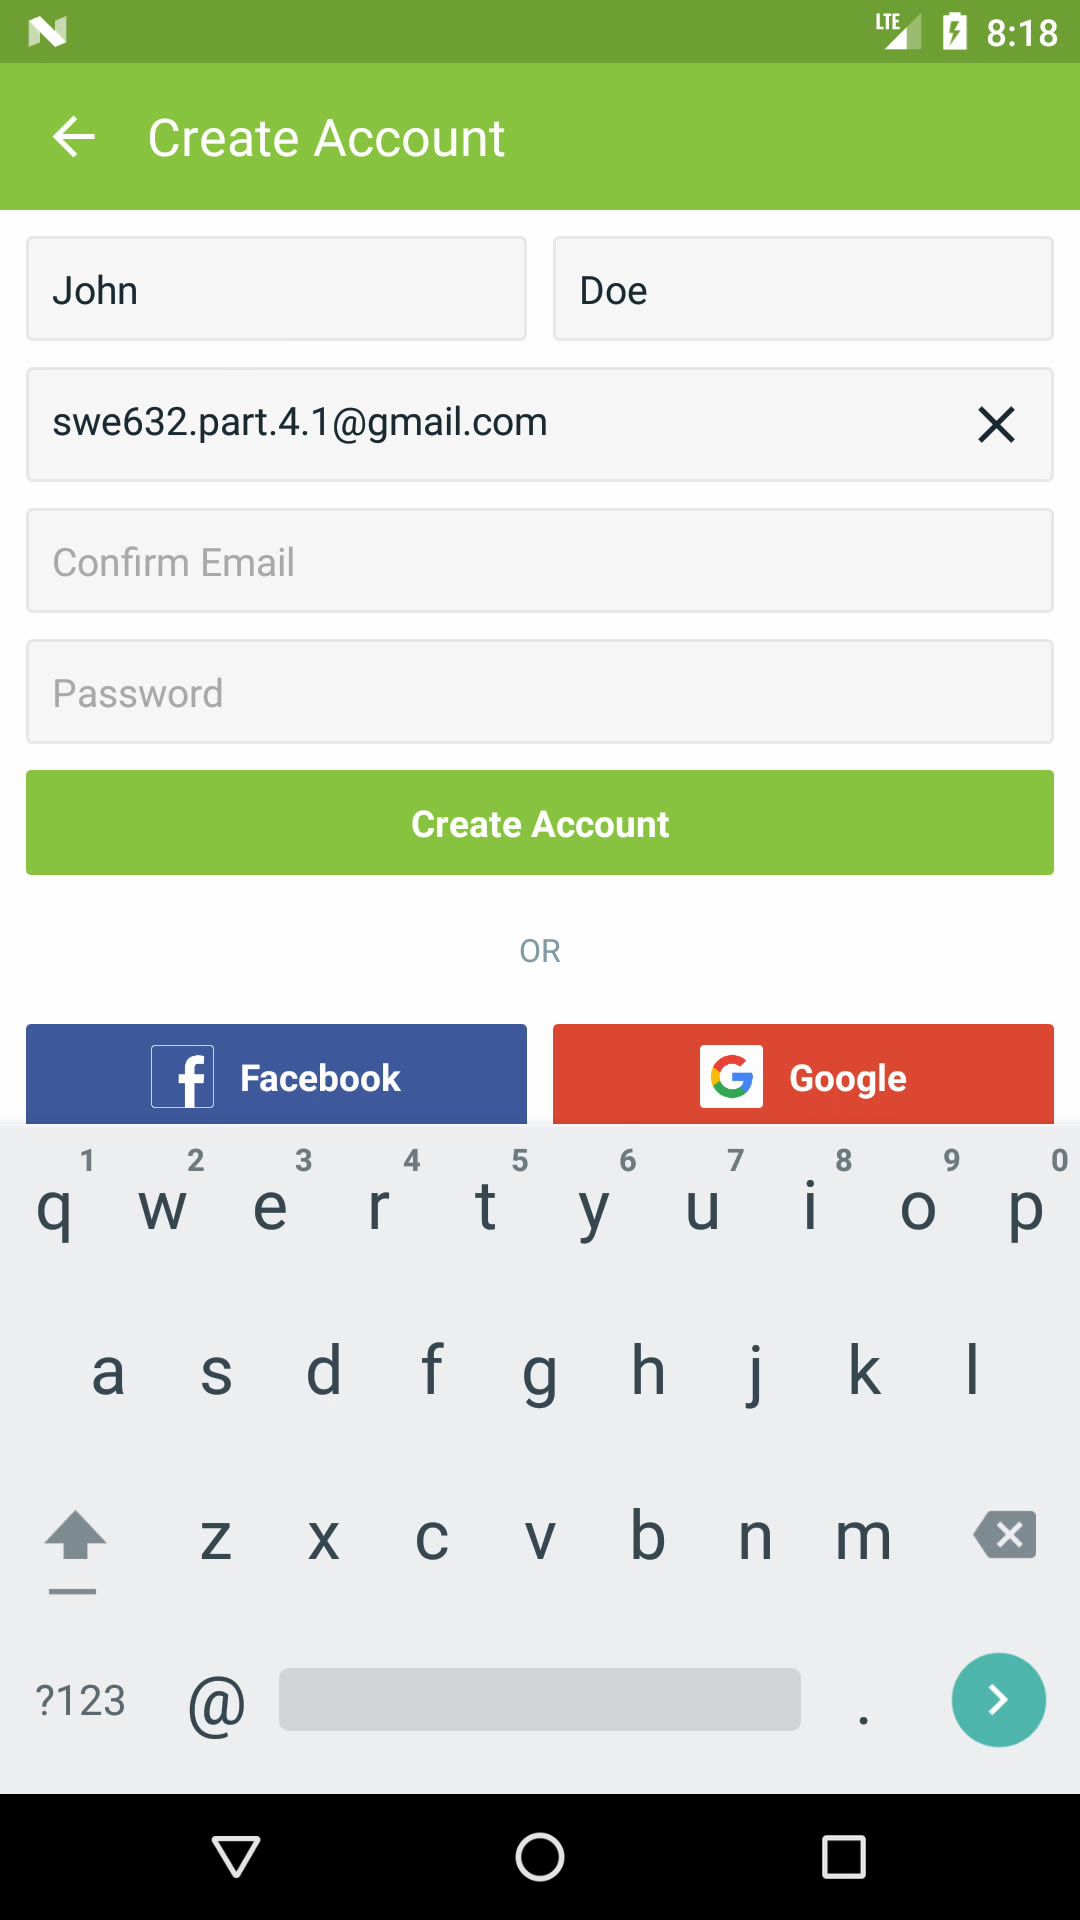 LTE 8:18
Create Account
John Doe
swe632.part.4.1@gmail.com
Confirm Email
Password
Create Account
OR
Facebook Google
1 2 3 4 5 6 7 8 9 0
q w e r t y u i o p
a s d f g h j k l
z x c v b n m
?123 @ .